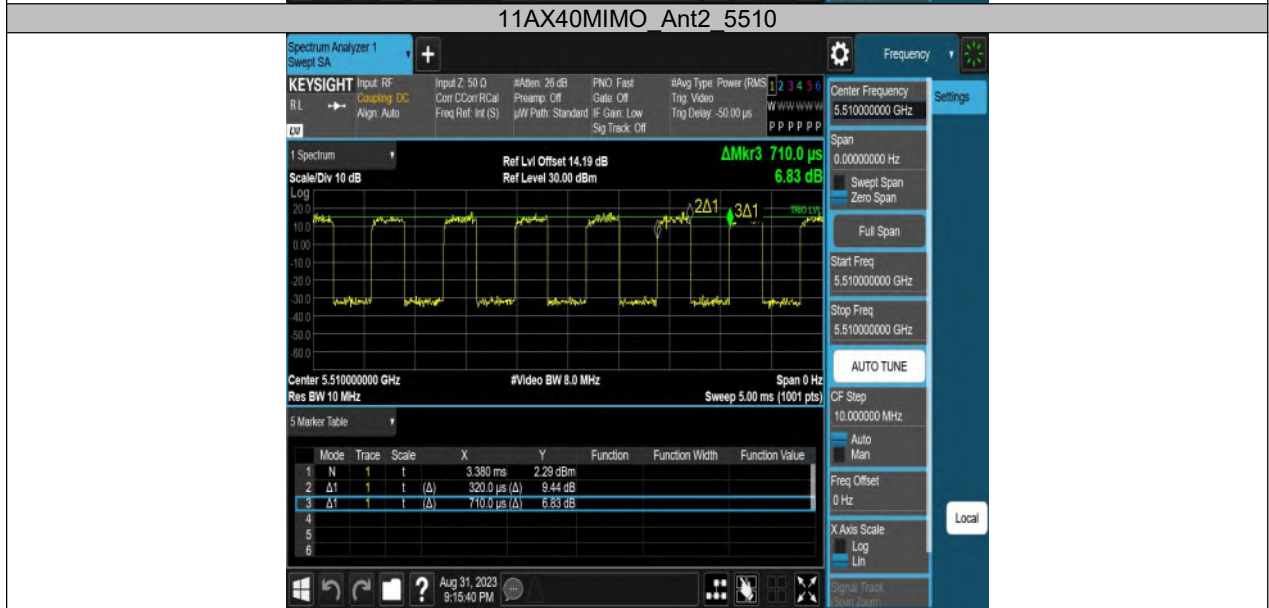 11AX40MIMO_Ant2_5510
Spectrum Analyzer 1
Swept SA
+
Frequency
KEYSIGHT
RL
LXI
Input: RF
Coupling: DC
Align: Auto
Input Z: 50 Ω
Corr CCorr RCal
Freq Ref: Int (S)
#Atten: 26 dB
Preamp: Off
µW Path: Standard
PNO: Fast
Gate: Off
IF Gain: Low
Sig Track: Off
#Avg Type: Power (RMS
Trig: Video
Trig Delay: -50.00 µs
1 2 3 4 5 6
W W W W W W
P P P P P P
Center Frequency
5.510000000 GHz
Settings
1 Spectrum
Scale/Div 10 dB
Ref Lvl Offset 14.19 dB
Ref Level 30.00 dBm
ΔMkr3 710.0 µs
6.83 dB
Span
0.00000000 Hz
Swept Span
Zero Span
Full Span
Start Freq
5.510000000 GHz
Stop Freq
5.510000000 GHz
AUTO TUNE
CF Step
10.000000 MHz
Auto
Man
Freq Offset
0 Hz
X Axis Scale
Log
Lin
Signal Track
(Span Zoom)
Local
Log
20.0
10.0
0.00
-10.0
-20.0
-30.0
-40.0
-50.0
-60.0
2Δ1
3Δ1
TRIG LVL
Center 5.510000000 GHz
Res BW 10 MHz
#Video BW 8.0 MHz
Span 0 Hz
Sweep 5.00 ms (1001 pts)
5 Marker Table
Mode Trace Scale X Y Function Function Width Function Value
1 N 1 t 3.380 ms 2.29 dBm
2 Δ1 1 t (Δ) 320.0 µs (Δ) 9.44 dB
3 Δ1 1 t (Δ) 710.0 µs (Δ) 6.83 dB
4
5
6
?
Aug 31, 2023
9:15:40 PM